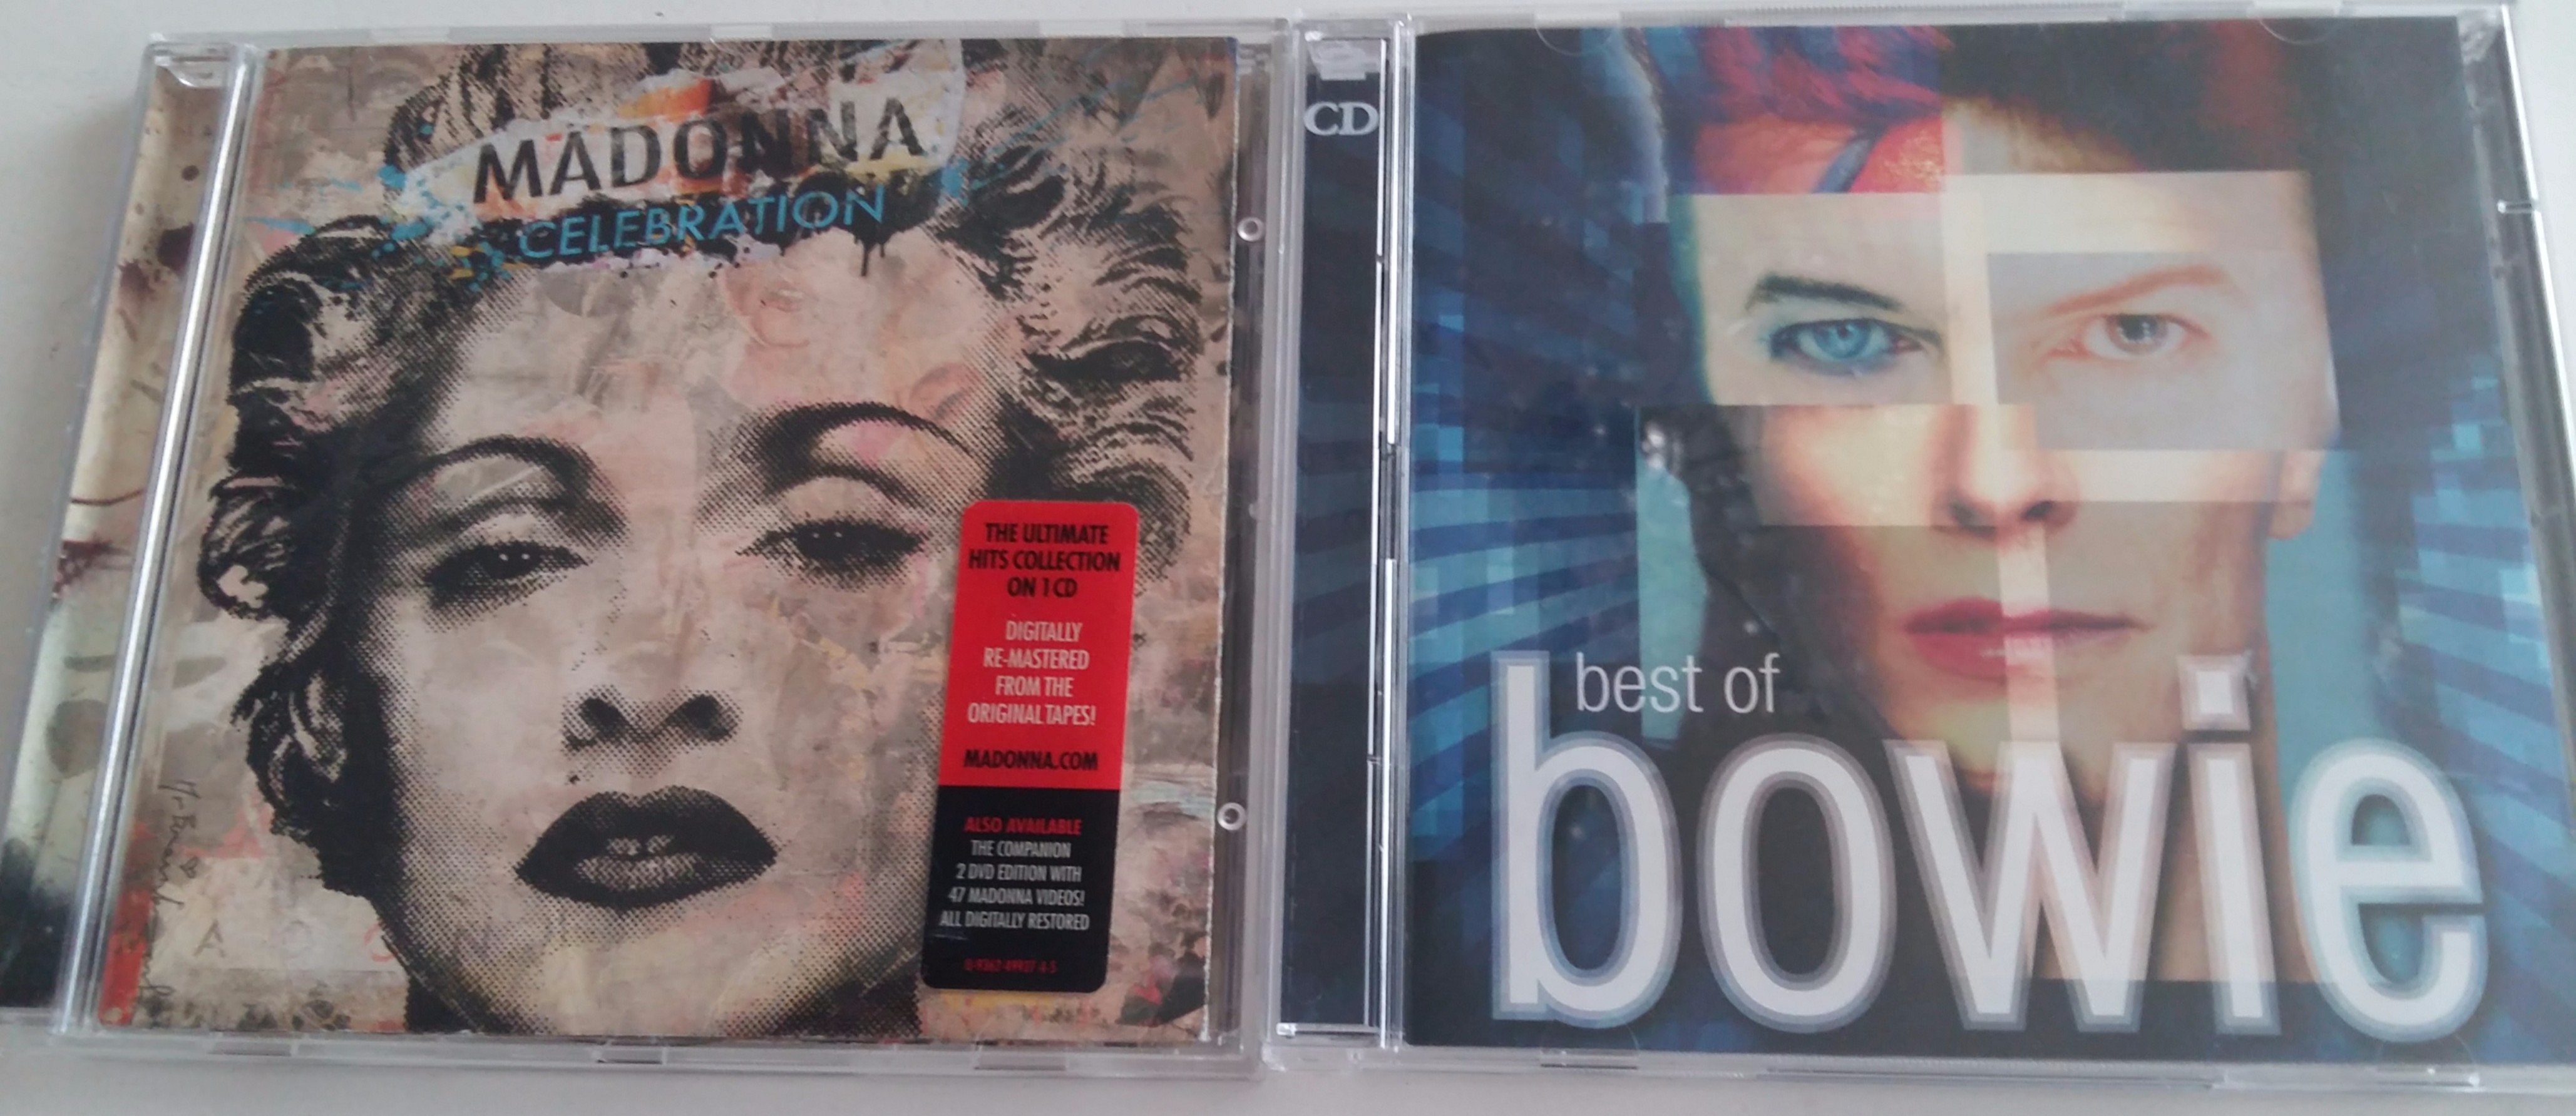 MADONNA
CELEBRATION
THE ULTIMATE
HITS COLLECTION
ON 1 CD
DIGITALLY
RE-MASTERED
FROM THE
ORIGINAL TAPES!
MADONNA.COM
ALSO AVAILABLE
THE COMPANION
2 DVD EDITION WITH
47 MADONNA VIDEOS!
ALL DIGITALLY RESTORED
CD
best of
bowie